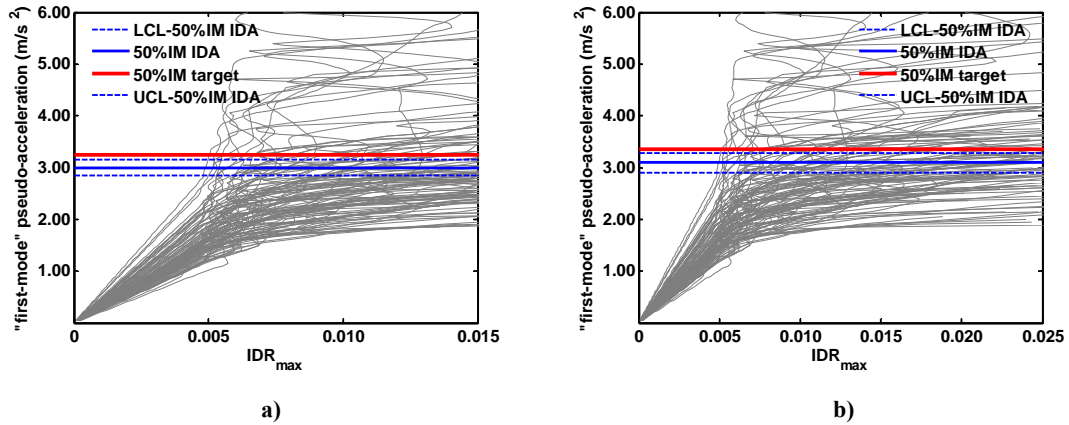 "first-mode" pseudo-acceleration (m/s 2)
6.00
5.00
4.00
3.00
2.00
1.00
LCL-50%IM IDA
50%IM IDA
50%IM target
UCL-50%IM IDA
0 0.005 0.010 0.015
IDRmax
a)
"first-mode" pseudo-acceleration (m/s 2)
6.00
5.00
4.00
3.00
2.00
1.00
LCL-50%IM IDA
50%IM IDA
50%IM target
UCL-50%IM IDA
0 0.005 0.010 0.015 0.020 0.025
IDRmax
b)